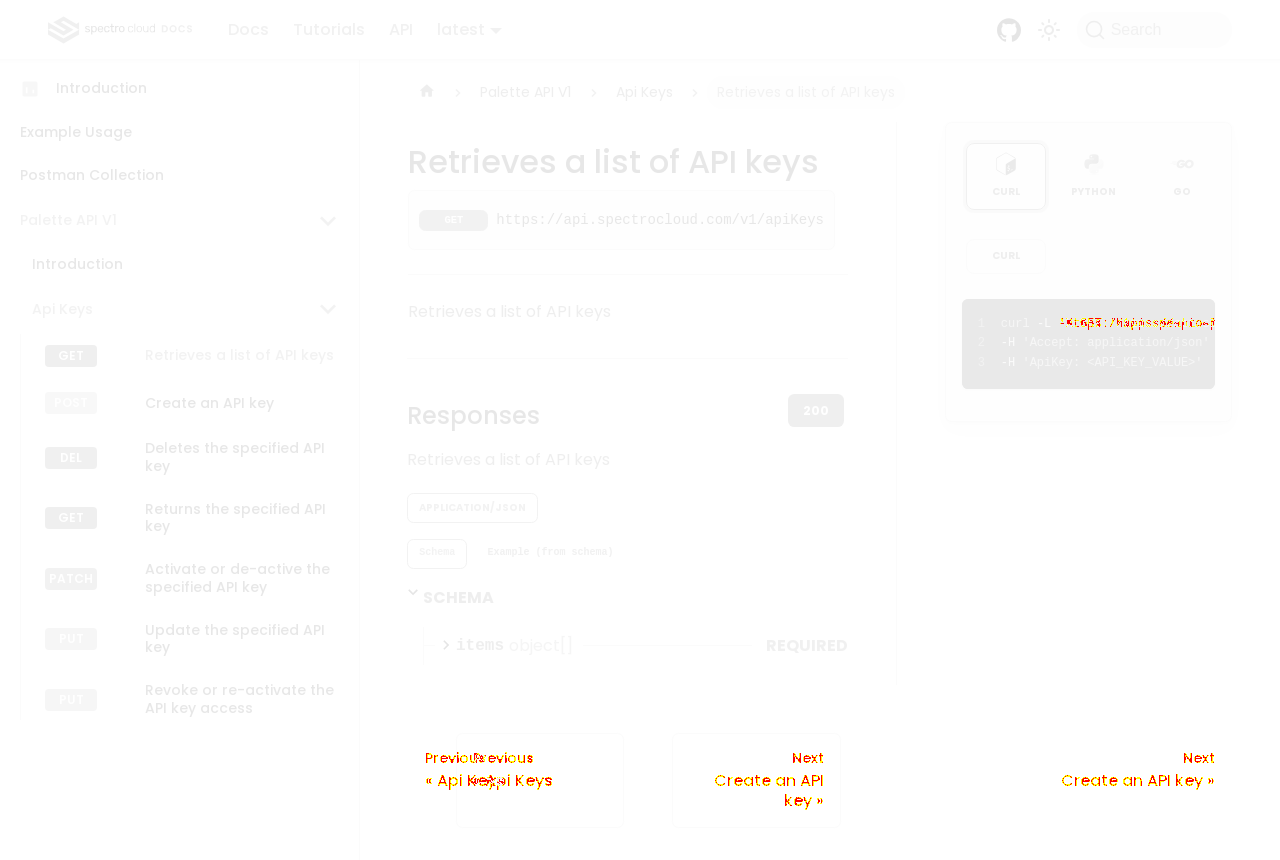 spectro cloud DOCS
Docs Tutorials API latest
Search
Introduction
Example Usage
Postman Collection
Palette API V1
Introduction
Api Keys
GET Retrieves a list of API keys
POST Create an API key
DEL Deletes the specified API
key
GET Returns the specified API
key
PATCH Activate or de-active the
specified API key
PUT Update the specified API
key
PUT Revoke or re-activate the
API key access
Palette API V1 Api Keys Retrieves a list of API keys
Retrieves a list of API keys
GET https://api.spectrocloud.com/v1/apiKeys
Retrieves a list of API keys
Responses
200
Retrieves a list of API keys
APPLICATION/JSON
Schema Example (from schema)
SCHEMA
items object[] REQUIRED
CURL PYTHON GO
CURL
1 curl -L
2 -H 'Accept: application/json'
3 -H 'ApiKey: <API_KEY_VALUE>'
Previous Previous
« Api Keys
Next
Create an API
key »
Next
Create an API key »